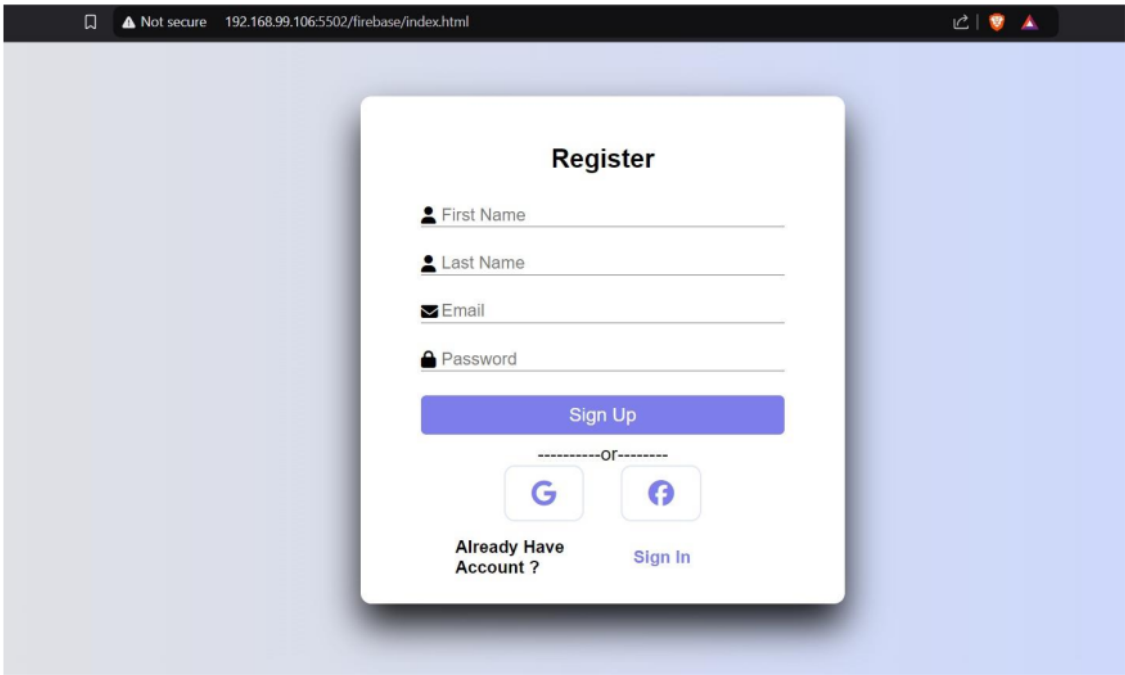 Not secure 192.168.99.106:5502/firebase/index.html
Register
First Name
Last Name
Email
Password
Sign Up
----------or--------
G
Already Have
Account ?
Sign In